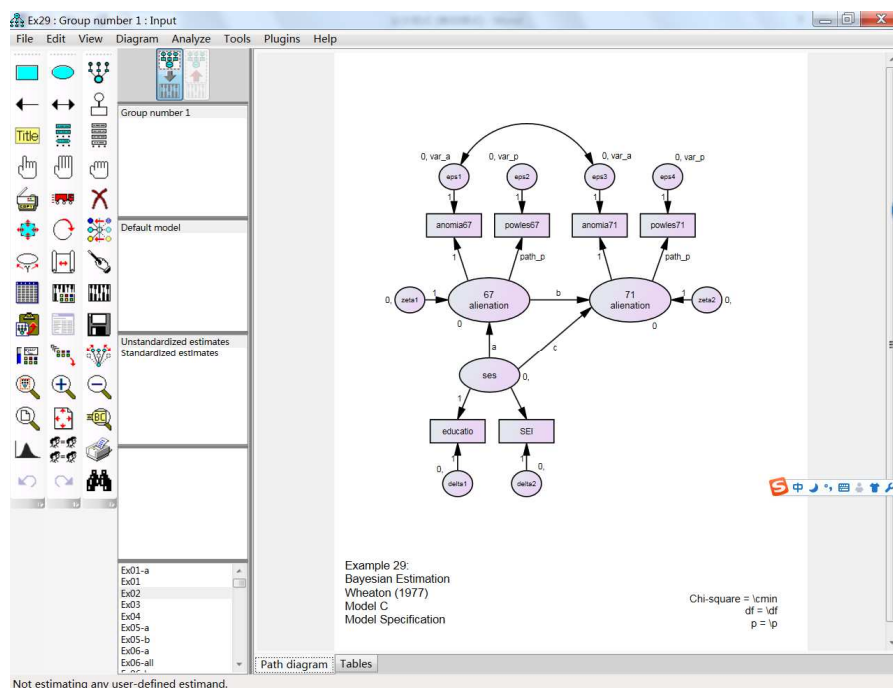 Ex29 : Group number 1 : Input
File Edit View Diagram Analyze Tools Plugins Help
Title
Group number 1
Default model
Unstandardized estimates
Standardized estimates
Ex01-a
Ex01
Ex02
Ex03
Ex04
Ex05-a
Ex05-b
Ex06-a
Ex06-all
0, var_a
0, var_p
0, var_a
0, var_p
eps1
eps2
eps3
eps4
1
1
1
1
anomia67
powles67
anomia71
powles71
1
path_p
1
path_p
0,
zeta1
1
67
alienation
0
b
71
alienation
0
1
zeta2
0,
a
c
ses
0,
1
educatio
SEI
1
1
0,
0,
delta1
delta2
中
Example 29:
Bayesian Estimation
Wheaton (1977)
Model C
Model Specification
Chi-square = \cmin
df = \df
p = \p
Path diagram Tables
Not estimating any user-defined estimand.